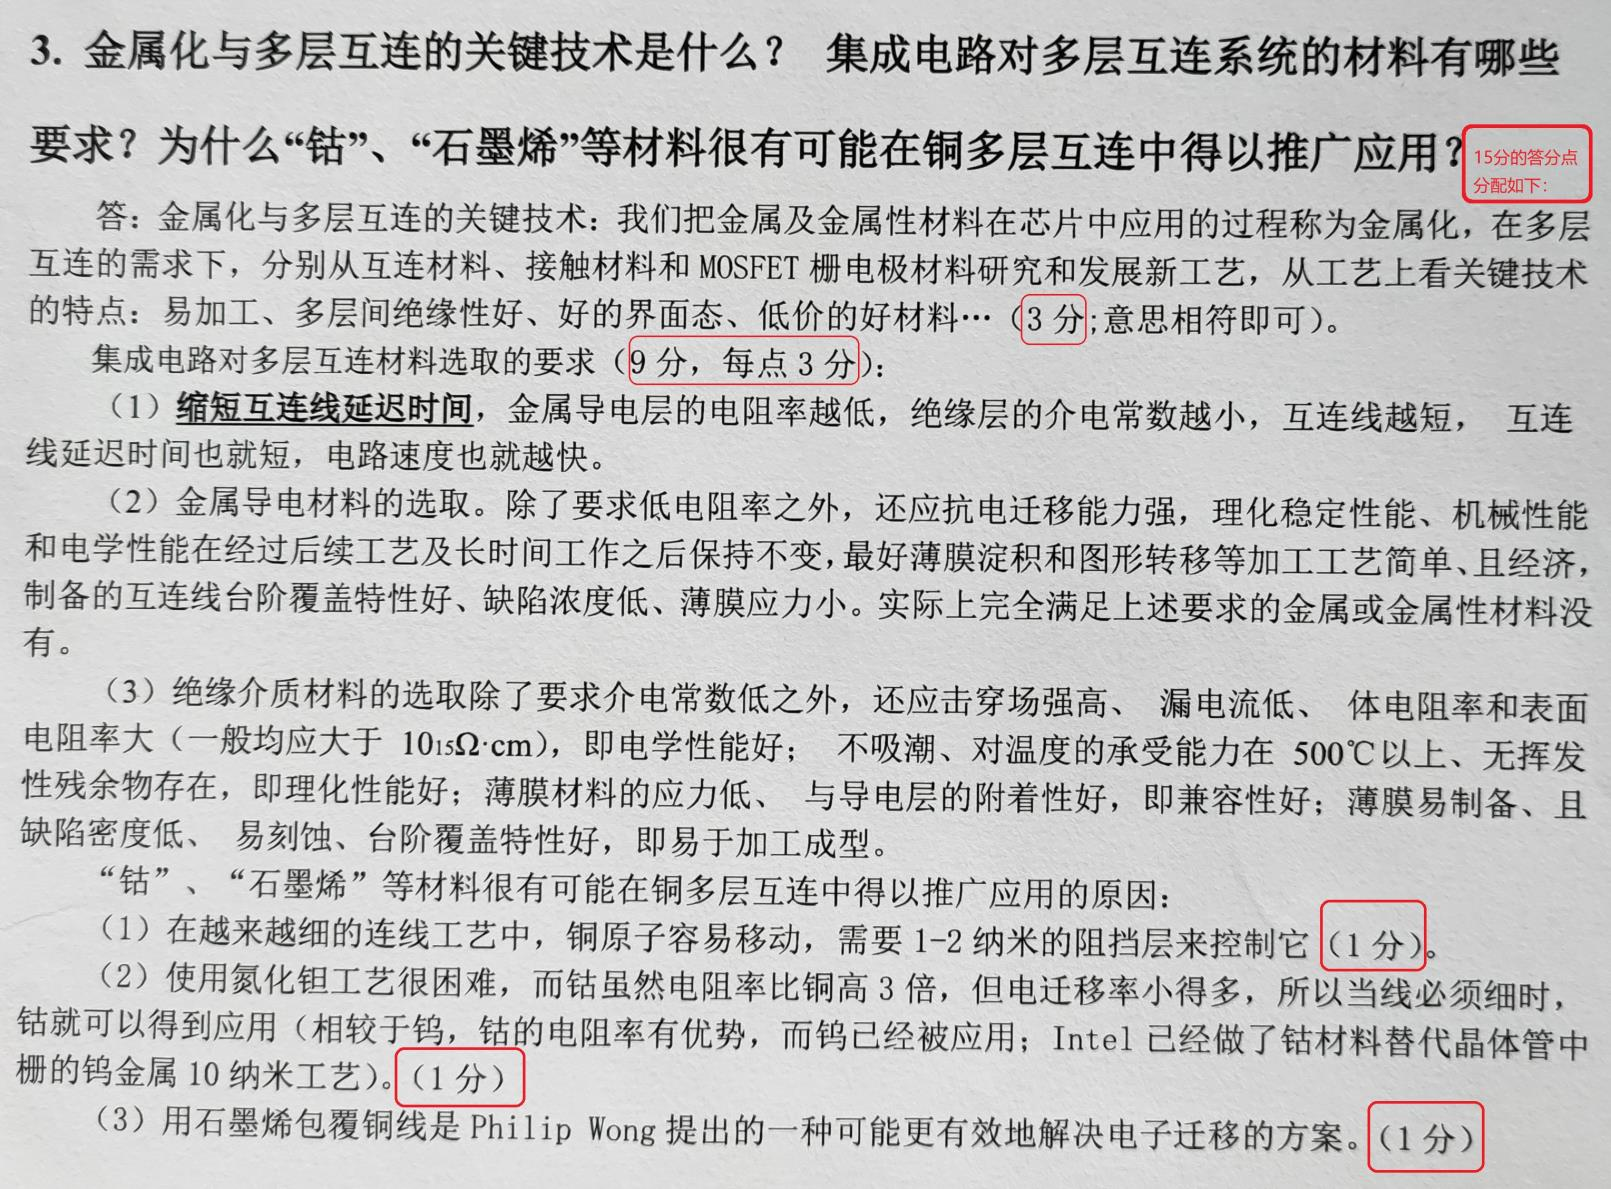 3. 金属化与多层互连的关键技术是什么？ 集成电路对多层互连系统的材料有哪些
要求？为什么“钴”、“石墨烯”等材料很有可能在铜多层互连中得以推广应用？
15分的答分点
分配如下：
答：金属化与多层互连的关键技术：我们把金属及金属性材料在芯片中应用的过程称为金属化，在多层
互连的需求下，分别从互连材料、接触材料和 MOSFET 栅电极材料研究和发展新工艺，从工艺上看关键技术
的特点：易加工、多层间绝缘性好、好的界面态、低价的好材料…（3 分;意思相符即可）。
集成电路对多层互连材料选取的要求（9 分，每点 3 分）：
（1）缩短互连线延迟时间，金属导电层的电阻率越低，绝缘层的介电常数越小，互连线越短， 互连
线延迟时间也就短，电路速度也就越快。
（2）金属导电材料的选取。除了要求低电阻率之外，还应抗电迁移能力强，理化稳定性能、机械性能
和电学性能在经过后续工艺及长时间工作之后保持不变，最好薄膜淀积和图形转移等加工工艺简单、且经济，
制备的互连线台阶覆盖特性好、缺陷浓度低、薄膜应力小。实际上完全满足上述要求的金属或金属性材料没
有。
（3）绝缘介质材料的选取除了要求介电常数低之外，还应击穿场强高、 漏电流低、 体电阻率和表面
电阻率大（一般均应大于 10₁₅Ω·cm），即电学性能好； 不吸潮、对温度的承受能力在 500℃以上、无挥发
性残余物存在，即理化性能好；薄膜材料的应力低、 与导电层的附着性好，即兼容性好；薄膜易制备、且
缺陷密度低、 易刻蚀、台阶覆盖特性好，即易于加工成型。
“钴”、“石墨烯”等材料很有可能在铜多层互连中得以推广应用的原因：
（1）在越来越细的连线工艺中，铜原子容易移动，需要 1-2 纳米的阻挡层来控制它（1 分）。
（2）使用氮化钽工艺很困难，而钴虽然电阻率比铜高 3 倍，但电迁移率小得多，所以当线必须细时，
钴就可以得到应用（相较于钨，钴的电阻率有优势，而钨已经被应用；Intel 已经做了钴材料替代晶体管中
栅的钨金属 10 纳米工艺）。（1 分）
（3）用石墨烯包覆铜线是 Philip Wong 提出的一种可能更有效地解决电子迁移的方案。（1 分）